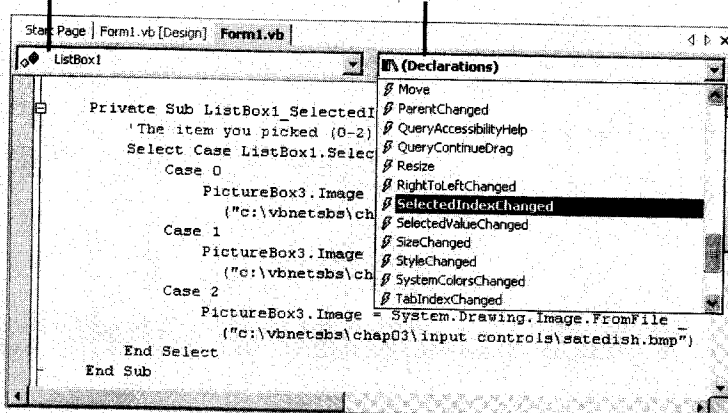 Start Page | Form1.vb [Design] Form1.vb
ListBox1
(Declarations)
Move
ParentChanged
QueryAccessibilityHelp
QueryContinueDrag
Resize
RightToLeftChanged
SelectedIndexChanged
SelectedValueChanged
SizeChanged
StyleChanged
SystemColorsChanged
TabIndexChanged
Private Sub ListBox1_SelectedI
'The item you picked (0-2)
Select Case ListBox1.Selec
Case 0
PictureBox3.Image
("c:\vbnetsbs\ch
Case 1
PictureBox3.Image
("c:\vbnetsbs\ch
Case 2
PictureBox3.Image = System.Drawing.Image.FromFile _
("c:\vbnetsbs\chap03\input controls\satedish.bmp")
End Select
End Sub